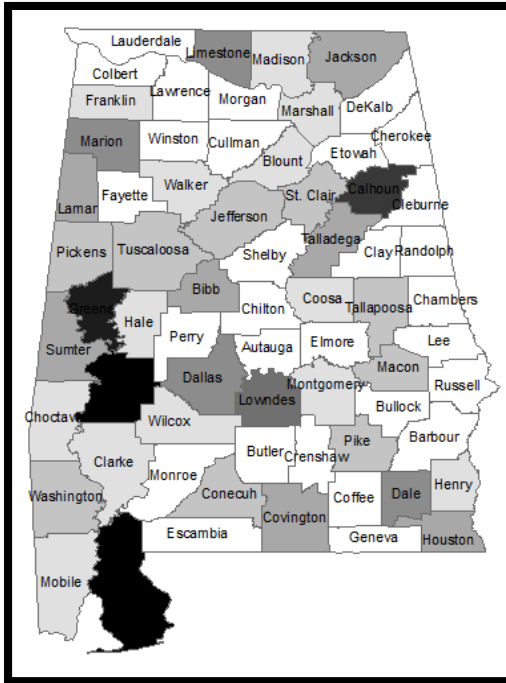 Lauderdale
Limestone
Madison
Jackson
Colbert
Lawrence
Franklin
Morgan
Marshall
DeKalb
Cherokee
Marion
Winston
Cullman
Etowah
Blount
Walker
Fayette
Lamar
Jefferson
St. Clair
Calhoun
Cleburne
Talladega
Pickens
Tuscaloosa
Shelby
Clay
Randolph
Bibb
Coosa
Tallapoosa
Chambers
Greene
Hale
Chilton
Perry
Sumter
Autauga
Elmore
Lee
Dallas
Macon
Montgomery
Russell
Lowndes
Choctaw
Wilcox
Bullock
Barbour
Pike
Butler
Crenshaw
Clarke
Monroe
Washington
Conecuh
Coffee
Dale
Henry
Covington
Escambia
Geneva
Houston
Mobile